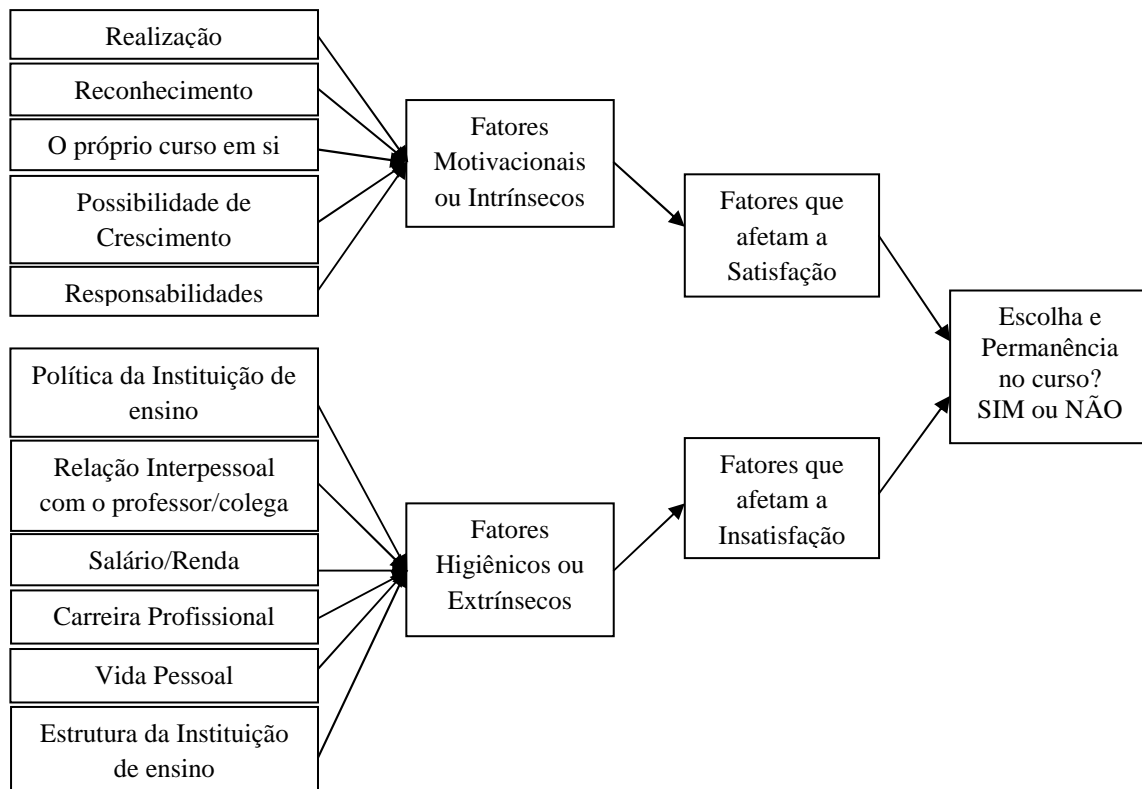 Realização
Reconhecimento
O próprio curso em si
Possibilidade de
Crescimento
Responsabilidades
Política da Instituição de
ensino
Relação Interpessoal
com o professor/colega
Salário/Renda
Carreira Profissional
Vida Pessoal
Estrutura da Instituição
de ensino
Fatores
Motivacionais
ou Intrínsecos
Fatores
Higiênicos ou
Extrínsecos
Fatores que
afetam a
Satisfação
Fatores que
afetam a
Insatisfação
Escolha e
Permanência
no curso?
SIM ou NÃO